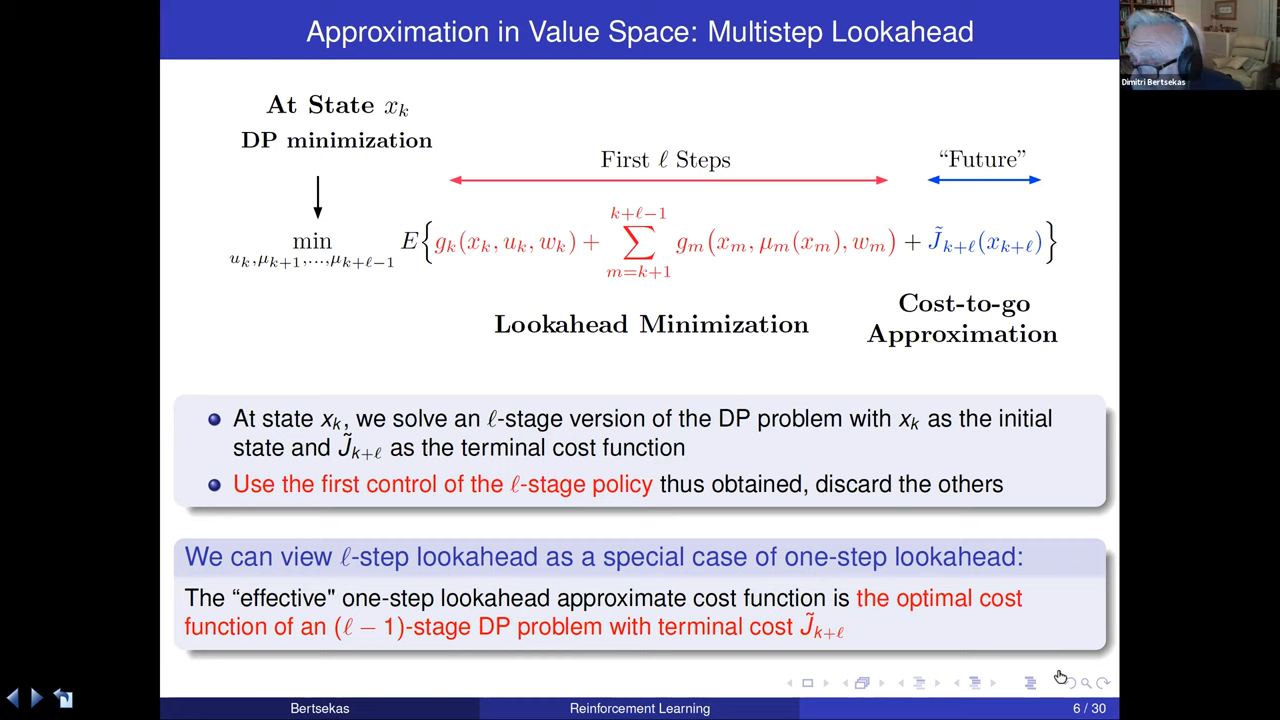 Approximation in Value Space: Multistep Lookahead
Dimitri Bertsekas
At State x_k
DP minimization
First ℓ Steps
“Future”
min_{u_k,μ_{k+1},...,μ_{k+ℓ−1}} E{g_k(x_k, u_k, w_k) + ∑_{m=k+1}^{k+ℓ−1} g_m(x_m, μ_m(x_m), w_m) + J̃_{k+ℓ}(x_{k+ℓ})}
Lookahead Minimization
Cost-to-go
Approximation
At state x_k, we solve an ℓ-stage version of the DP problem with x_k as the initial
state and J̃_{k+ℓ} as the terminal cost function
Use the first control of the ℓ-stage policy thus obtained, discard the others
We can view ℓ-step lookahead as a special case of one-step lookahead:
The “effective" one-step lookahead approximate cost function is the optimal cost
function of an (ℓ − 1)-stage DP problem with terminal cost J̃_{k+ℓ}
Bertsekas
Reinforcement Learning
6 / 30